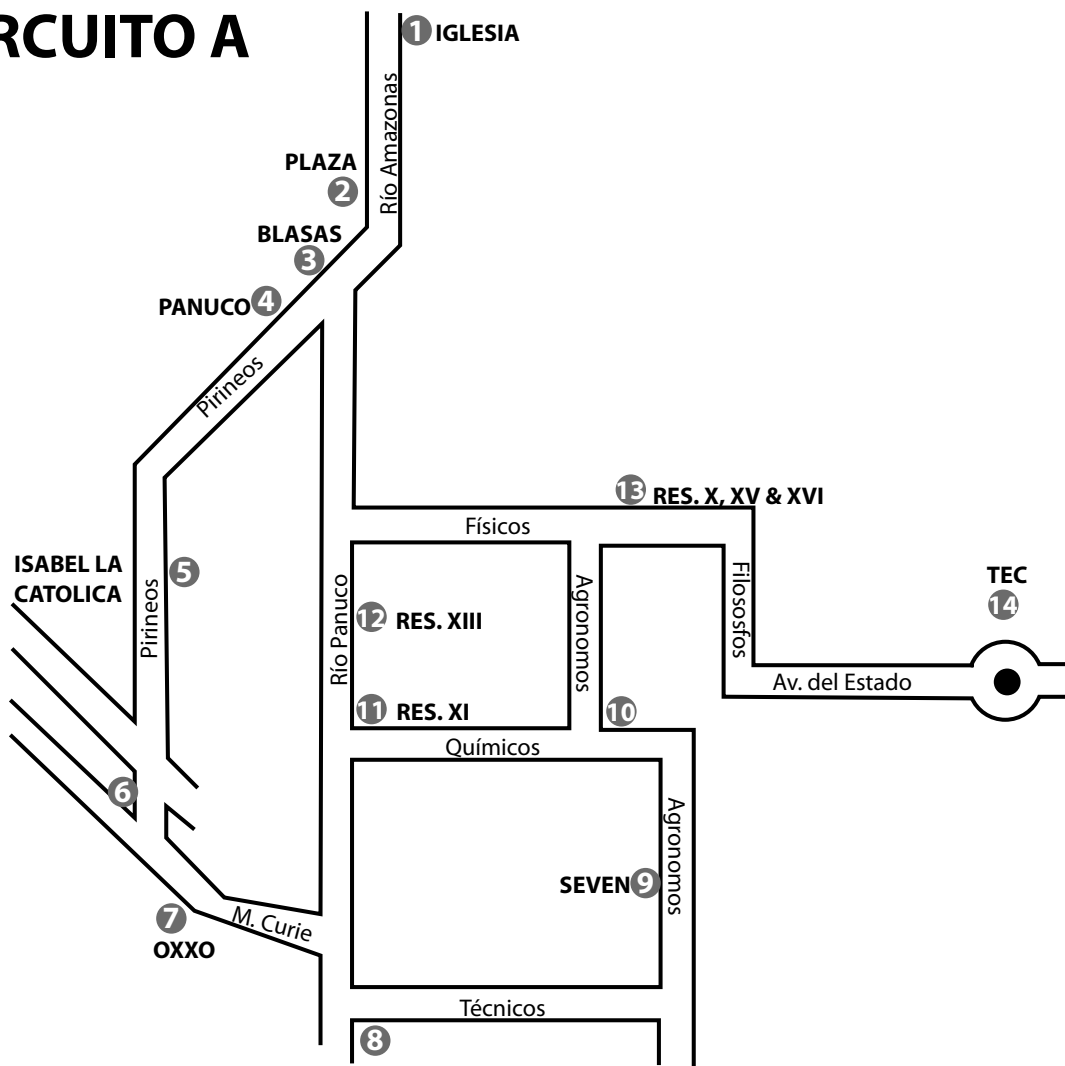 RCUITO A
1 IGLESIA
Río Amazonas
PLAZA
2
BLASAS
3
PANUCO 4
Pirineos
13 RES. X, XV & XVI
Físicos
ISABEL LA
CATOLICA
5
Pirineos
12 RES. XIII
Río Panuco
Agronomos
Filososfos
TEC
14
Av. del Estado
11 RES. XI
10
Químicos
6
Agronomos
SEVEN 9
7
OXXO
M. Curie
Técnicos
8